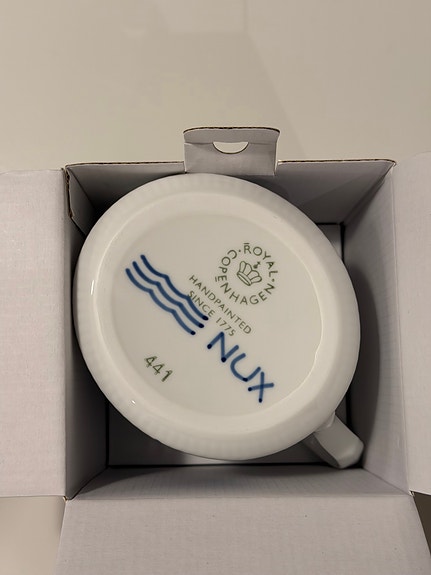 ROYAL
COPENHAGEN
HANDPAINTED
SINCE 1775
NUX
441